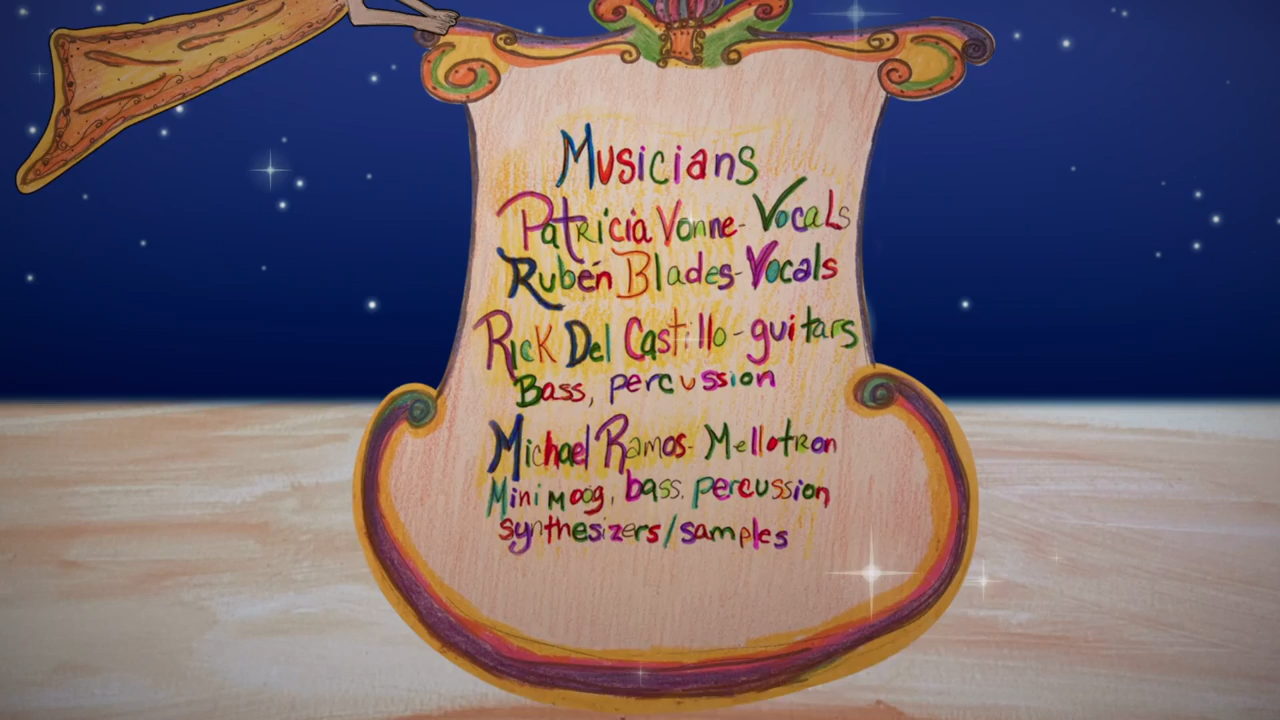 Musicians
Patricia Vonne - Vocals
Rubén Blades - Vocals
Rick Del Castillo - guitars
Bass, percussion
Michael Ramos - Mellotron
Mini moog, bass, percussion
synthesizers/samples